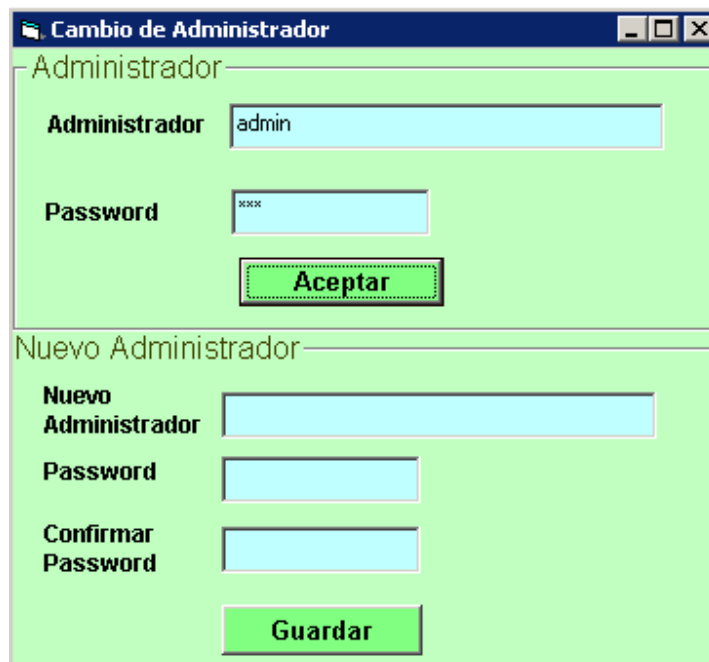 Cambio de Administrador
Administrador
Administrador admin
Password ***
Aceptar
Nuevo Administrador
Nuevo
Administrador
Password
Confirmar
Password
Guardar